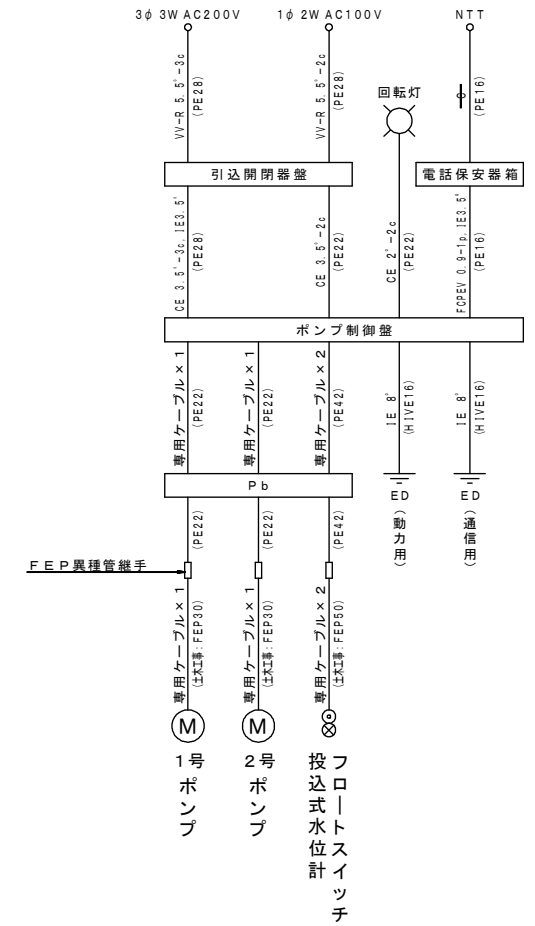 3φ 3W AC200V
1φ 2W AC100V
NTT
VV-R 5.5゜-3c
(PE28)
VV-R 5.5゜-2c
(PE28)
回転灯
(PE16)
引込開閉器盤
電話保安器箱
CE 3.5゜-3c, IE3.5゜
(PE28)
CE 3.5゜-2c
(PE22)
CE 2゜-2c
(PE22)
FCPEV 0.9-1p, IE3.5゜
(PE16)
ポンプ制御盤
専用ケーブル×1
(PE22)
専用ケーブル×1
(PE22)
専用ケーブル×2
(PE42)
IE 8゜
(HIVE16)
IE 8゜
(HIVE16)
Pb
ED
(動力用)
ED
(通信用)
(PE22)
(PE22)
(PE42)
FEP異種管継手
専用ケーブル×1
(土木工事:FEP30)
専用ケーブル×1
(土木工事:FEP30)
専用ケーブル×2
(土木工事:FEP50)
M
M
1号ポンプ
2号ポンプ
フロートスイッチ
投込式水位計